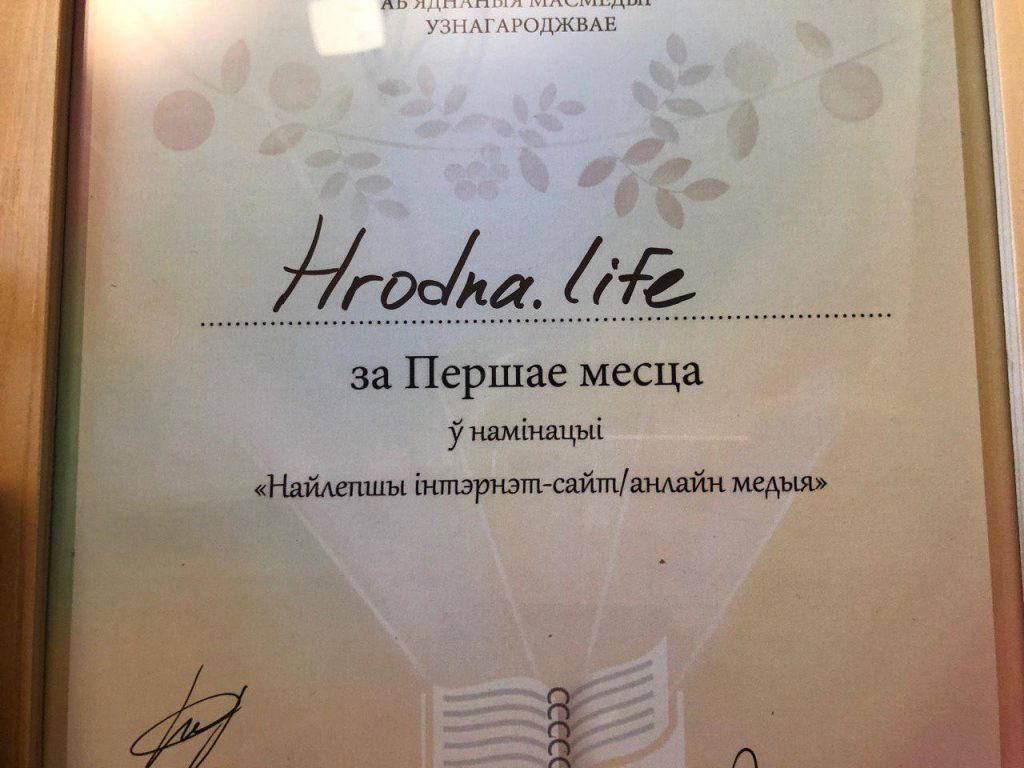 АБ'ЯДНАНЫЯ МАСМЕДЫІ
УЗНАГАРОДЖВАЕ
Hrodna.life
за Першае месца
ў намінацыі
«Найлепшы інтэрнэт-сайт/анлайн медыя»